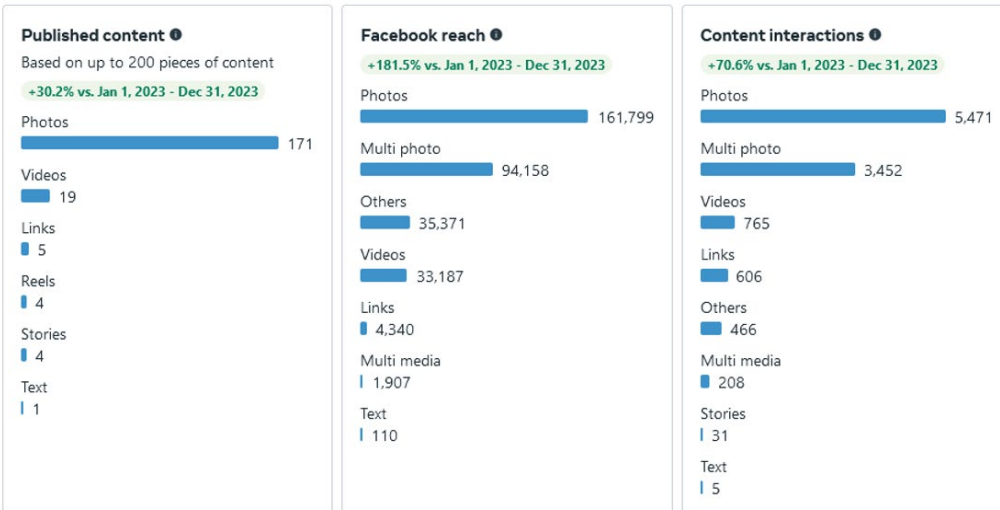 Published content
Based on up to 200 pieces of content
+30.2% vs. Jan 1, 2023 - Dec 31, 2023
Photos
171
Videos
19
Links
5
Reels
4
Stories
4
Text
1
Facebook reach
+181.5% vs. Jan 1, 2023 - Dec 31, 2023
Photos
161,799
Multi photo
94,158
Others
35,371
Videos
33,187
Links
4,340
Multi media
1,907
Text
110
Content interactions
+70.6% vs. Jan 1, 2023 - Dec 31, 2023
Photos
5,471
Multi photo
3,452
Videos
765
Links
606
Others
466
Multi media
208
Stories
31
Text
5